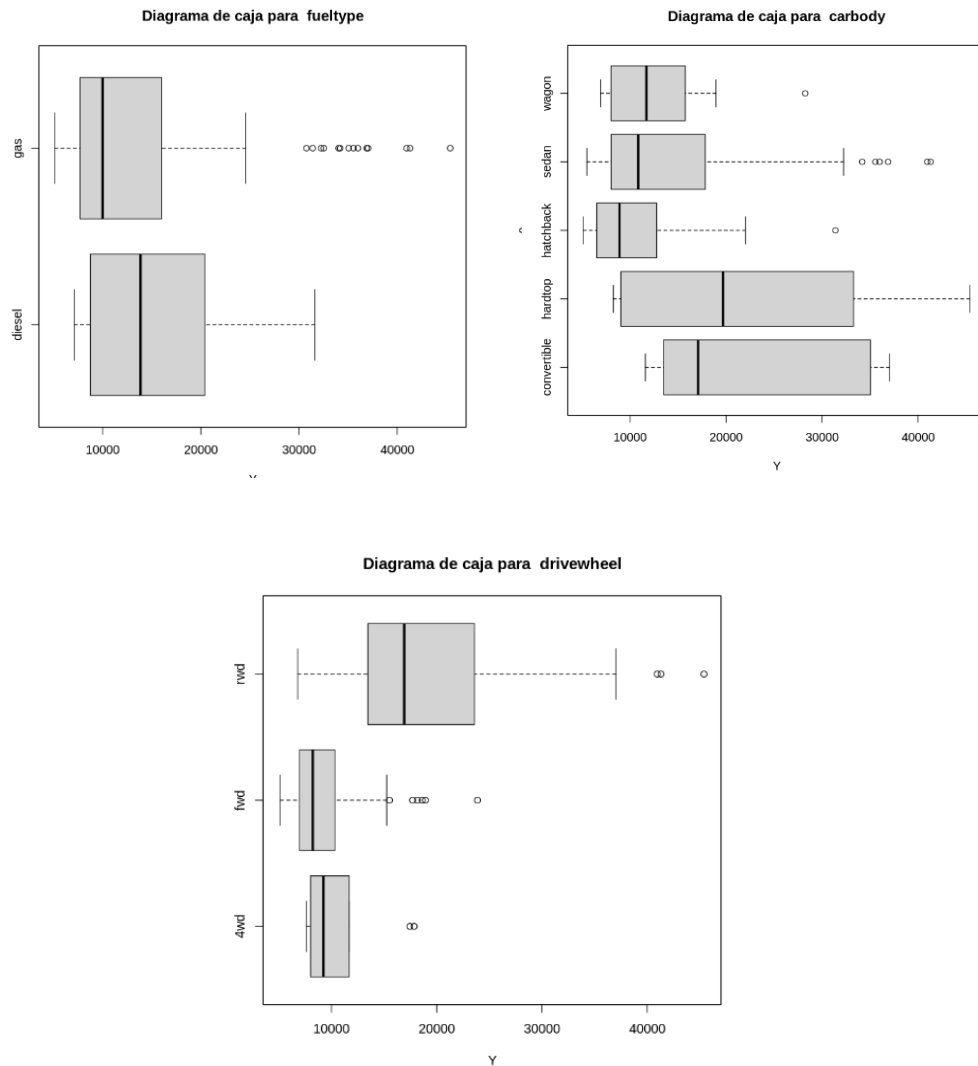 Diagrama de caja para fueltype
gas
diesel
10000 20000 30000 40000
Diagrama de caja para carbody
wagon
sedan
hatchback
hardtop
convertible
10000 20000 30000 40000
Y
Diagrama de caja para drivewheel
rwd
fwd
4wd
10000 20000 30000 40000
Y